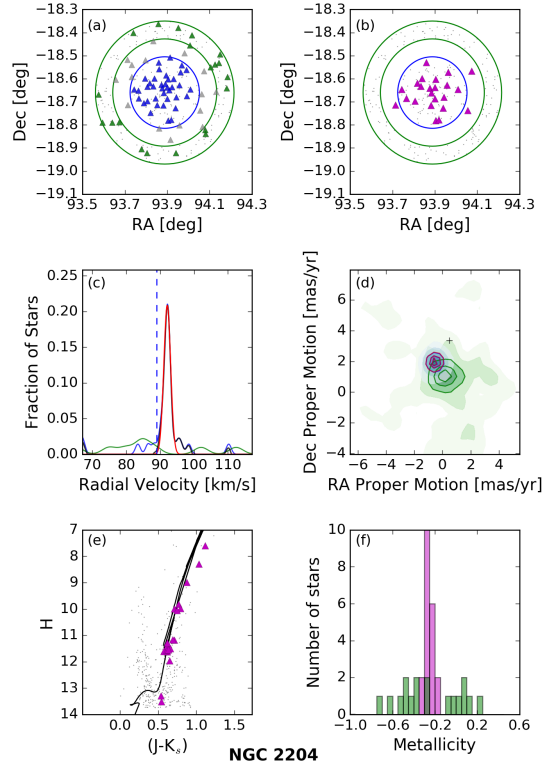 (a)
Dec [deg]
−18.3
−18.4
−18.5
−18.6
−18.7
−18.8
−18.9
−19.0
−19.1
93.5 93.7 93.9 94.1 94.3
RA [deg]
(b)
Dec [deg]
−18.3
−18.4
−18.5
−18.6
−18.7
−18.8
−18.9
−19.0
−19.1
93.5 93.7 93.9 94.1 94.3
RA [deg]
(c)
Fraction of Stars
0.25
0.20
0.15
0.10
0.05
0.00
70 80 90 100 110
Radial Velocity [km/s]
(d)
Dec Proper Motion [mas/yr]
6
4
2
0
−2
−4
−6 −4 −2 0 2 4
RA Proper Motion [mas/yr]
(e)
H
7
8
9
10
11
12
13
14
0.0 0.5 1.0 1.5
(J-Ks)
(f)
Number of stars
10
8
6
4
2
0
−1.0 −0.6 −0.2 0.2 0.6
Metallicity
NGC 2204